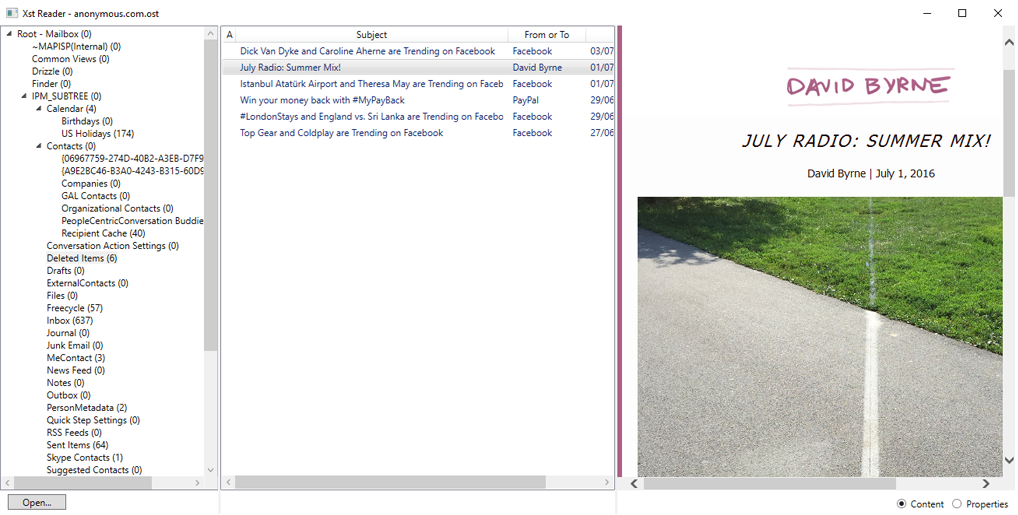 Xst Reader - anonymous.com.ost
Root - Mailbox (0)
~MAPISP(Internal) (0)
Common Views (0)
Drizzle (0)
Finder (0)
IPM_SUBTREE (0)
Calendar (4)
Birthdays (0)
US Holidays (174)
Contacts (0)
{06967759-274D-40B2-A3EB-D7F9
{A9E2BC46-B3A0-4243-B315-60D9
Companies (0)
GAL Contacts (0)
Organizational Contacts (0)
PeopleCentricConversation Buddie
Recipient Cache (40)
Conversation Action Settings (0)
Deleted Items (6)
Drafts (0)
ExternalContacts (0)
Files (0)
Freecycle (57)
Inbox (637)
Journal (0)
Junk Email (0)
MeContact (3)
News Feed (0)
Notes (0)
Outbox (0)
PersonMetadata (2)
Quick Step Settings (0)
RSS Feeds (0)
Sent Items (64)
Skype Contacts (1)
Suggested Contacts (0)
Open...
A Subject From or To
Dick Van Dyke and Caroline Aherne are Trending on Facebook Facebook 03/07
July Radio: Summer Mix! David Byrne 01/07
Istanbul Atatürk Airport and Theresa May are Trending on Faceb Facebook 01/07
Win your money back with #MyPayBack PayPal 29/06
#LondonStays and England vs. Sri Lanka are Trending on Facebo Facebook 29/06
Top Gear and Coldplay are Trending on Facebook Facebook 27/06
DAVID BYRNE
JULY RADIO: SUMMER MIX!
David Byrne | July 1, 2016
Content Properties